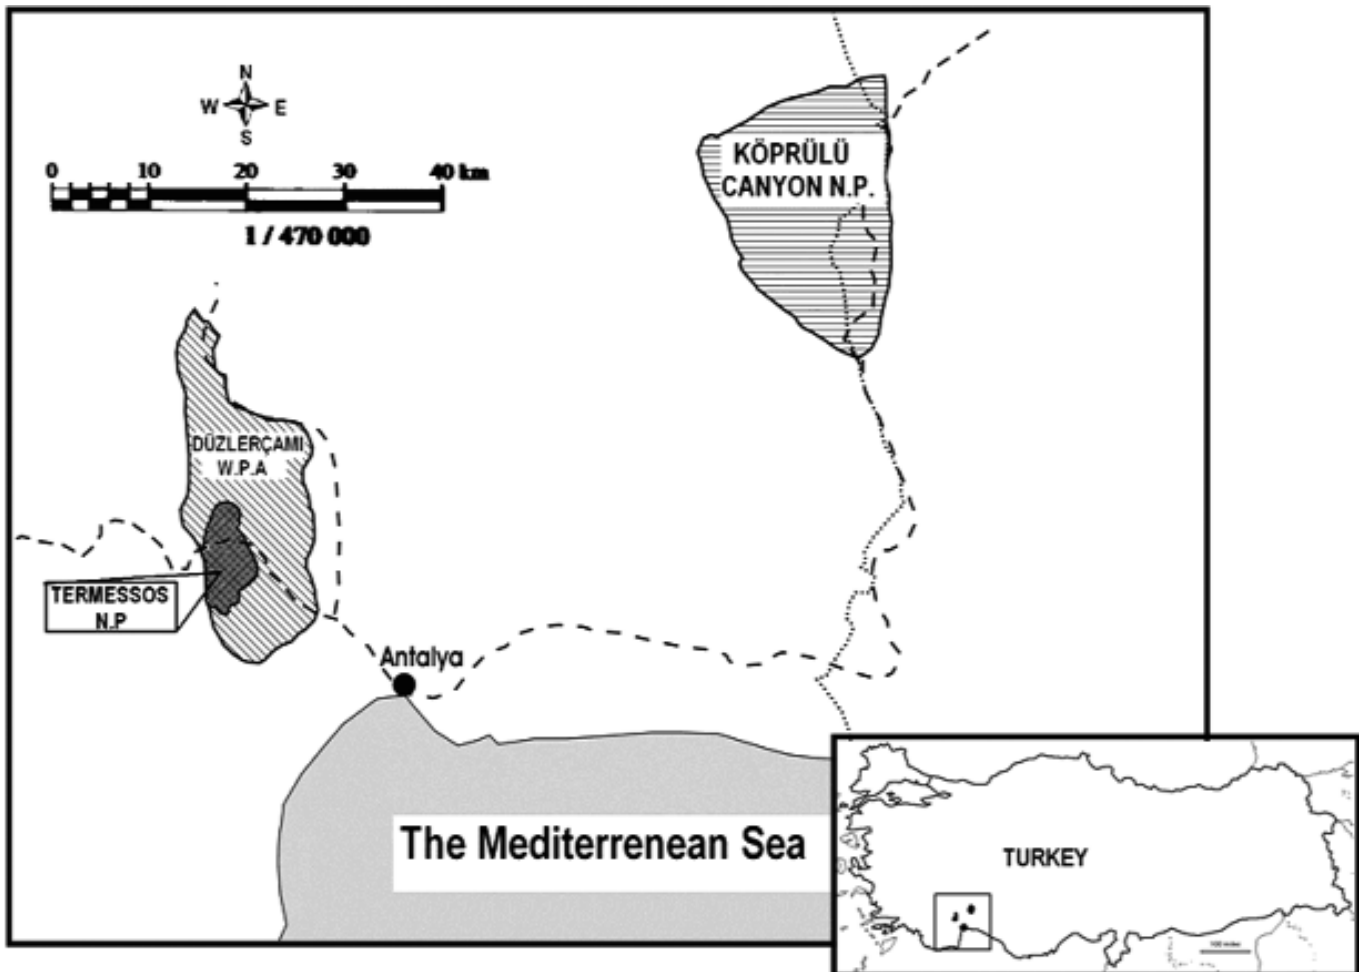 N
W E
S
0 10 20 30 40 km
1 / 470 000
KÖPRÜLÜ
CANYON N.P.
DÜZLERÇAMI
W.P.A
TERMESSOS
N.P
Antalya
The Mediterrenean Sea
TURKEY